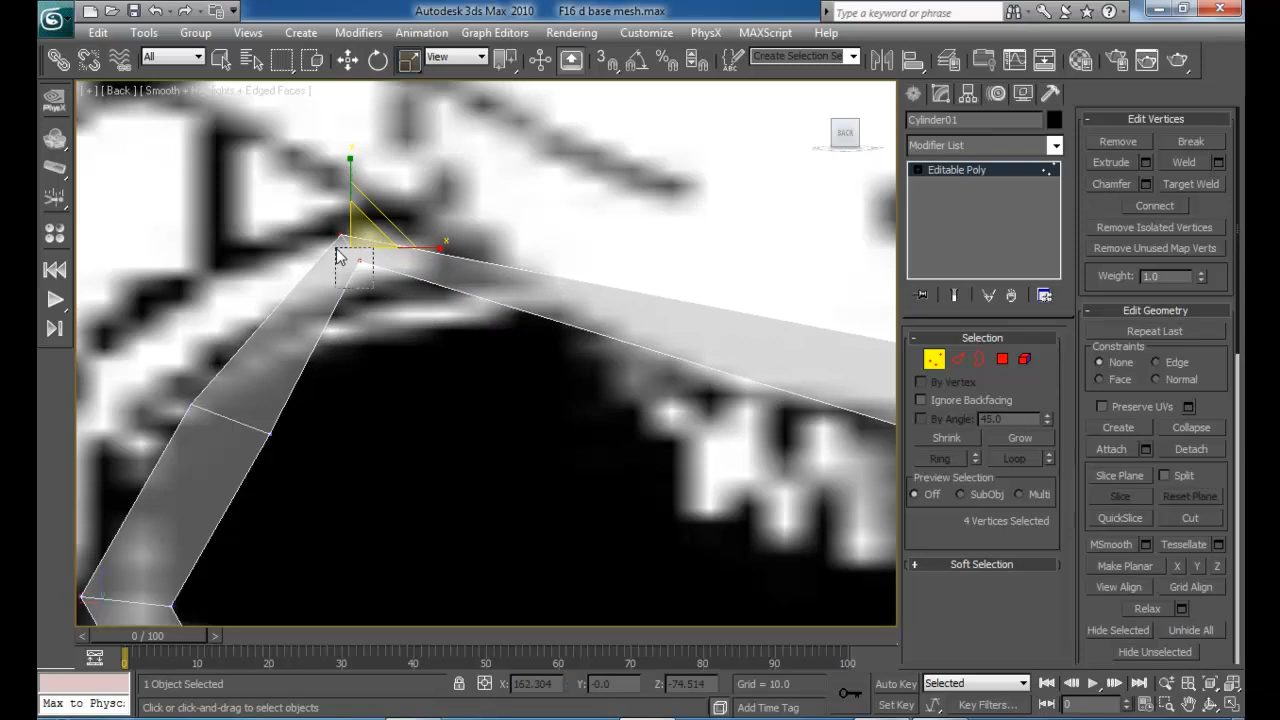 Autodesk 3ds Max 2010 F16 d base mesh.max
Type a keyword or phrase
Edit Tools Group Views Create Modifiers Animation Graph Editors Rendering Customize PhysX MAXScript Help
All View Create Selection Se
[ + ] [ Back ] [ Smooth + Highlights + Edged Faces ]
BACK
PhysX
Cylinder01
Modifier List
Editable Poly
Selection
By Vertex
Ignore Backfacing
By Angle: 45.0
Shrink Grow
Ring Loop
Preview Selection
Off SubObj Multi
4 Vertices Selected
Soft Selection
Edit Vertices
Remove Break
Extrude Weld
Chamfer Target Weld
Connect
Remove Isolated Vertices
Remove Unused Map Verts
Weight: 1.0
Edit Geometry
Repeat Last
Constraints
None Edge
Face Normal
Preserve UVs
Create Collapse
Attach Detach
Slice Plane Split
Slice Reset Plane
QuickSlice Cut
MSmooth Tessellate
Make Planar X Y Z
View Align Grid Align
Relax
Hide Selected Unhide All
Hide Unselected
x
< 0 / 100 >
0 10 20 30 40 50 60 70 80 90 100
1 Object Selected X: 162.304 Y: -0.0 Z: -74.514 Grid = 10.0 Auto Key Selected
Max to Physc. Click or click-and-drag to select objects Add Time Tag Set Key Key Filters... 0